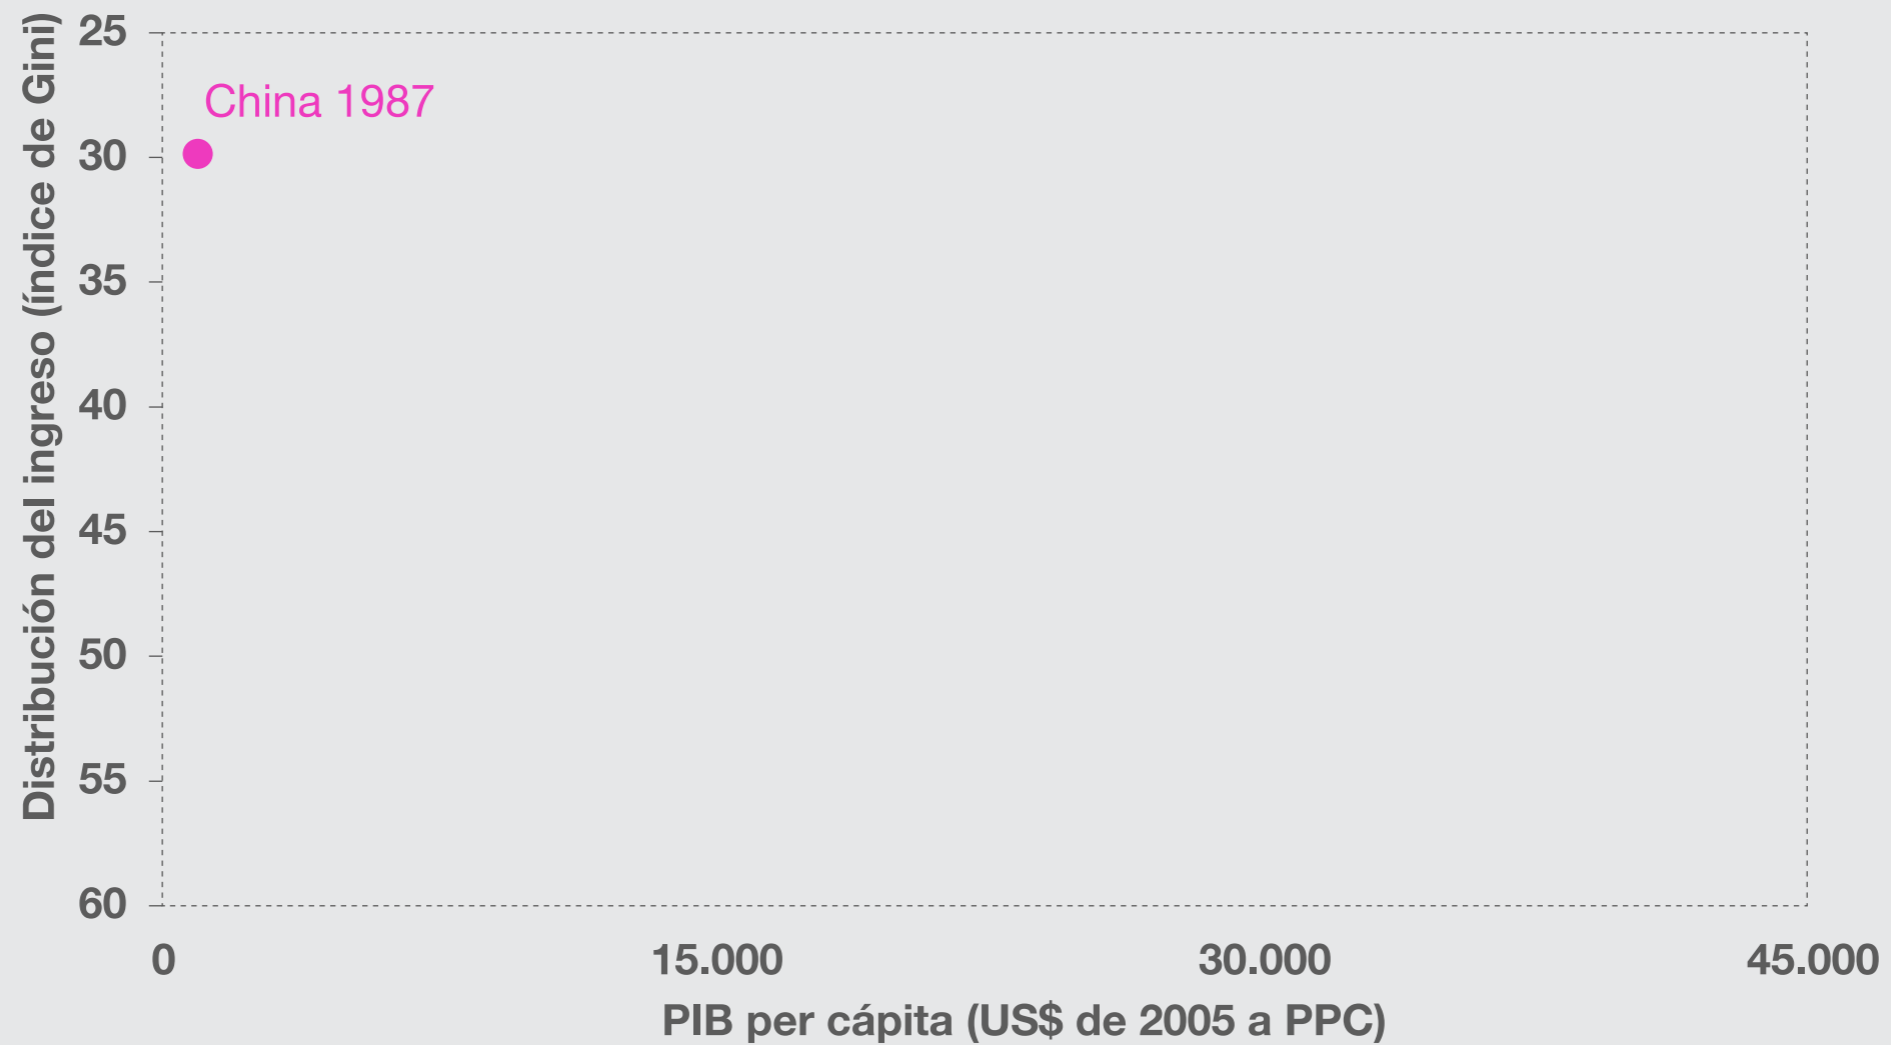 Distribución del ingreso (índice de Gini)
25
China 1987
30
35
40
45
50
55
60
0 15.000 30.000 45.000
PIB per cápita (US$ de 2005 a PPC)